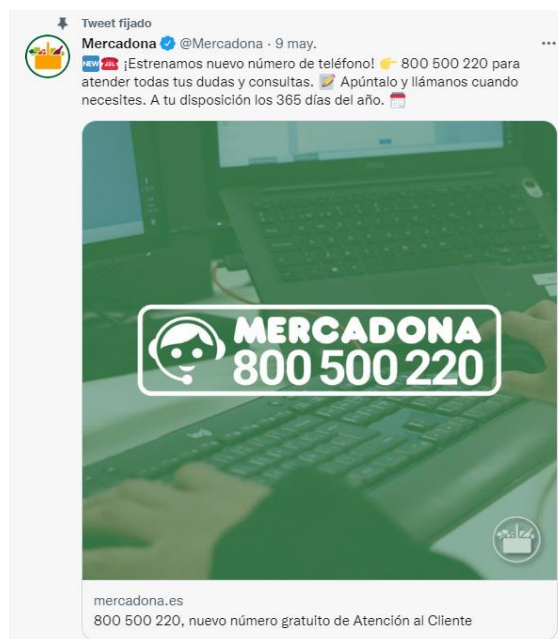 Tweet fijado
Mercadona @Mercadona · 9 may.
NEW ☎ ¡Estrenamos nuevo número de teléfono! 👉 800 500 220 para
atender todas tus dudas y consultas. 📝 Apúntalo y llámanos cuando
necesites. A tu disposición los 365 días del año. 🗓
MERCADONA
800 500 220
logi
mercadona.es
800 500 220, nuevo número gratuito de Atención al Cliente